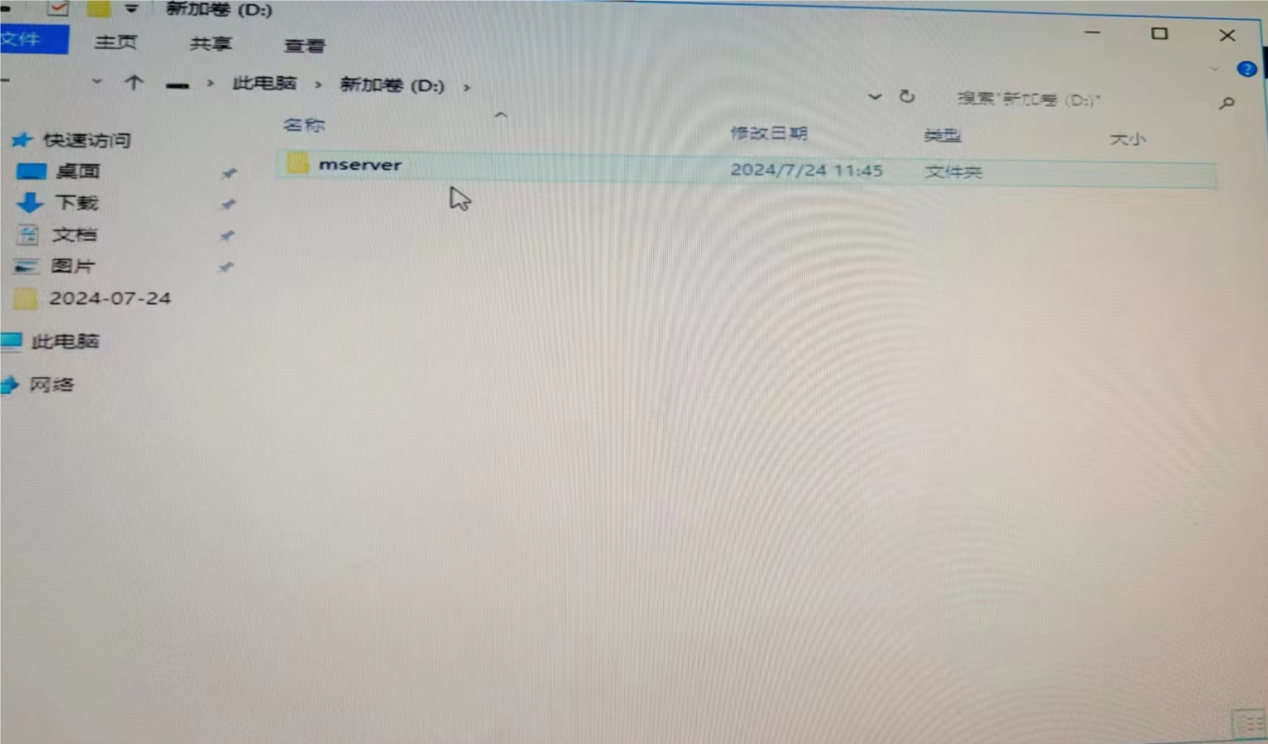 新加卷 (D:)
文件 主页 共享 查看
此电脑 › 新加卷 (D:) › 搜索"新加卷 (D:)"
名称 修改日期 类型 大小
mserver 2024/7/24 11:45 文件夹
快速访问
桌面
下载
文档
图片
2024-07-24
此电脑
网络